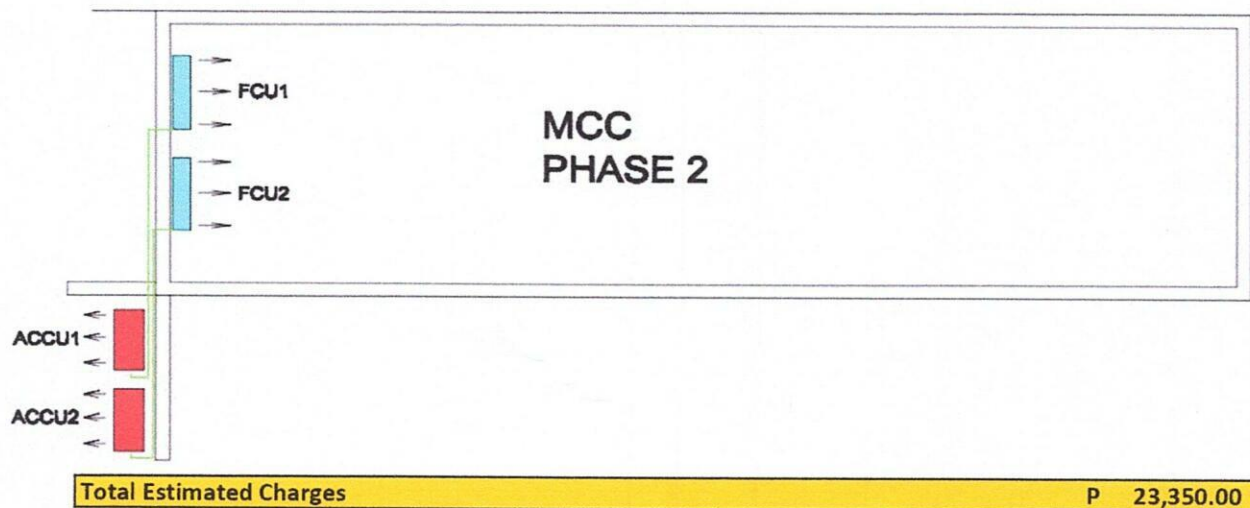 FCU1
MCC
PHASE 2
FCU2
ACCU1
ACCU2
Total Estimated Charges P 23,350.00